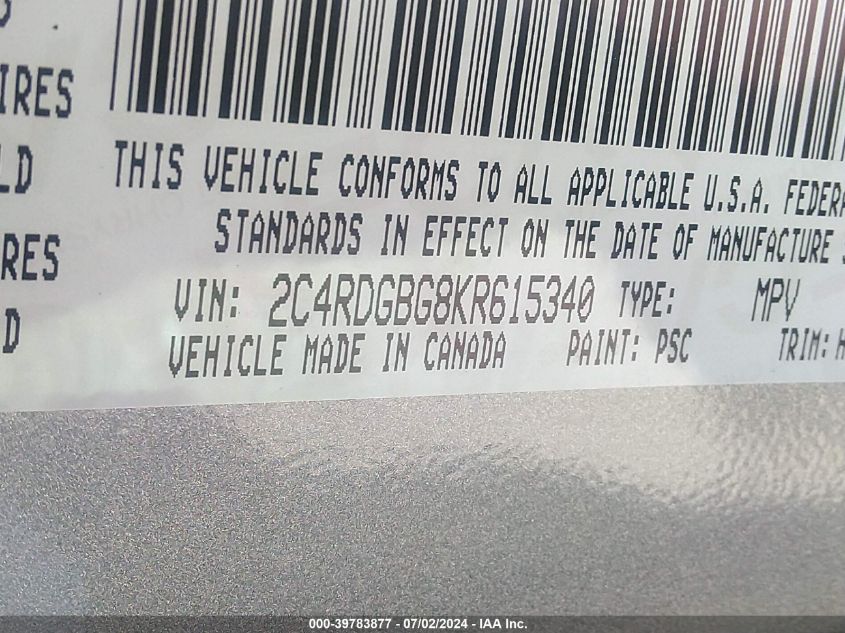 IRES
THIS VEHICLE CONFORMS TO ALL APPLICABLE U.S.A. FEDERA
LD
STANDARDS IN EFFECT ON THE DATE OF MANUFACTURE
RES
VIN: 2C4RDGBG8KR615340 TYPE: MPV
D
VEHICLE MADE IN CANADA PAINT: PSC TRIM: H
000-39783877 - 07/02/2024 - IAA Inc.